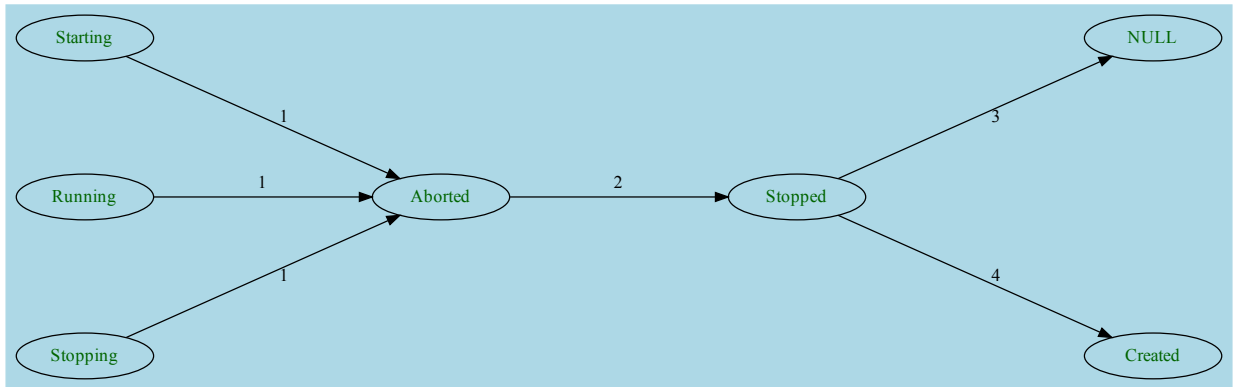 Starting
NULL
1
3
Running
1
Aborted
2
Stopped
1
4
Stopping
Created